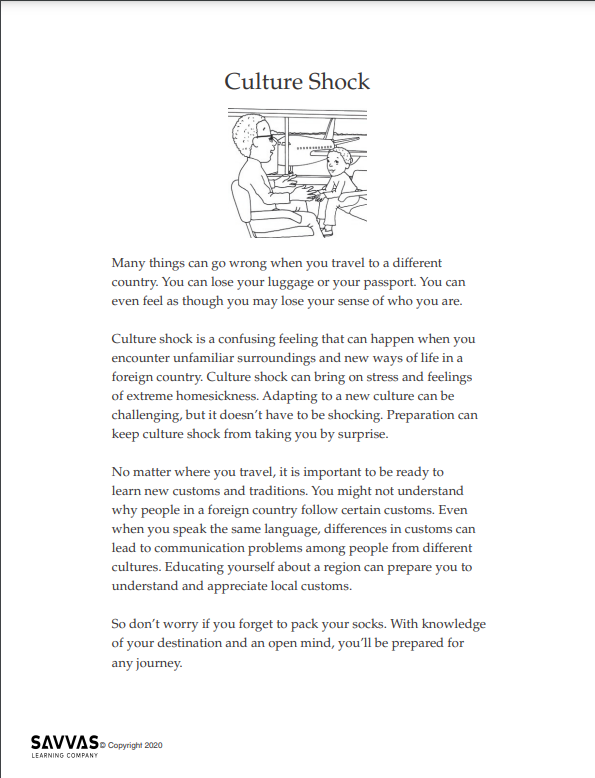 Culture Shock
Many things can go wrong when you travel to a different
country. You can lose your luggage or your passport. You can
even feel as though you may lose your sense of who you are.
Culture shock is a confusing feeling that can happen when you
encounter unfamiliar surroundings and new ways of life in a
foreign country. Culture shock can bring on stress and feelings
of extreme homesickness. Adapting to a new culture can be
challenging, but it doesn’t have to be shocking. Preparation can
keep culture shock from taking you by surprise.
No matter where you travel, it is important to be ready to
learn new customs and traditions. You might not understand
why people in a foreign country follow certain customs. Even
when you speak the same language, differences in customs can
lead to communication problems among people from different
cultures. Educating yourself about a region can prepare you to
understand and appreciate local customs.
So don’t worry if you forget to pack your socks. With knowledge
of your destination and an open mind, you’ll be prepared for
any journey.
SAVVAS © Copyright 2020
LEARNING COMPANY